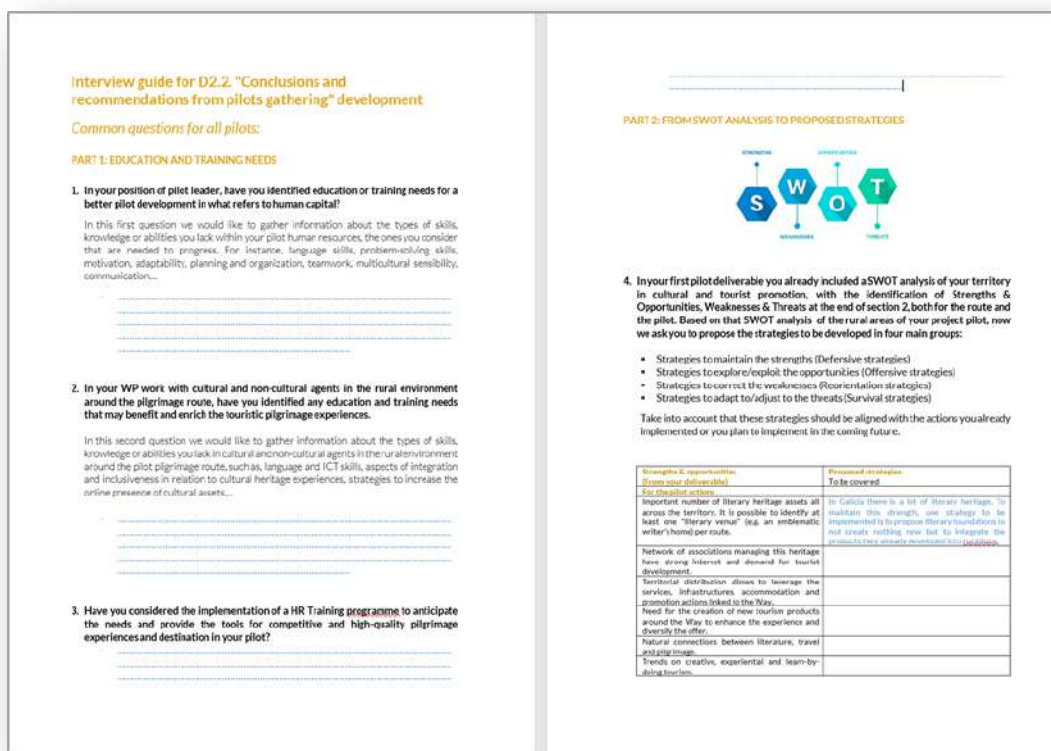 Interview guide for D2.2. "Conclusions and
recommendations from pilots gathering" development
Common questions for all pilots:
PART 1: EDUCATION AND TRAINING NEEDS
1. In your position of pilot leader, have you identified education or training needs for a
better pilot development in what refers to human capital?
In this first question we would like to gather information about the types of skills,
knowledge or abilities you lack within your pilot human resources, the ones you consider
that are needed to progress. For instance, language skills, problem-solving skills,
motivation, adaptability, planning and organization, teamwork, multicultural sensibility,
communication...
2. In your WP work with cultural and non-cultural agents in the rural environment
around the pilgrimage route, have you identified any education and training needs
that may benefit and enrich the touristic pilgrimage experiences.
In this second question we would like to gather information about the types of skills,
knowledge or abilities you lack in cultural and non-cultural agents in the rural environment
around the pilot pilgrimage route, such as, language and ICT skills, aspects of integration
and inclusiveness in relation to cultural heritage experiences, strategies to increase the
online presence of cultural assets,...
3. Have you considered the implementation of a HR Training programme to anticipate
the needs and provide the tools for competitive and high-quality pilgrimage
experiences and destination in your pilot?
PART 2: FROM SWOT ANALYSIS TO PROPOSED STRATEGIES
STRENGTHS OPPORTUNITIES
S W O T
WEAKNESSES THREATS
4. In your first pilot deliverable you already included a SWOT analysis of your territory
in cultural and tourist promotion, with the identification of Strengths &
Opportunities, Weaknesses & Threats at the end of section 2, both for the route and
the pilot. Based on that SWOT analysis of the rural areas of your project pilot, now
we ask you to propose the strategies to be developed in four main groups:
▪ Strategies to maintain the strengths (Defensive strategies)
▪ Strategies to explore/exploit the opportunities (Offensive strategies)
▪ Strategies to correct the weaknesses (Reorientation strategies)
▪ Strategies to adapt to/adjust to the threats (Survival strategies)
Take into account that these strategies should be aligned with the actions you already
implemented or you plan to implement in the coming future.
Strengths & opportunities
(From your deliverable)
Proposed strategies
To be covered
For the pilot actions
Important number of literary heritage assets all
across the territory. It is possible to identify at
least one "literary venue" (e.g. an emblematic
writer's home) per route.
In Galicia there is a lot of literary heritage. To
maintain this strength, one strategy to be
implemented is to propose literary foundations to
not create nothing new but to integrate the
products they already developed into
Network of associations managing this heritage
have strong interest and demand for tourist
development.
Territorial distribution allows to leverage the
services, infrastructures, accommodation and
promotion actions linked to the Way.
Need for the creation of new tourism products
around the Way to enhance the experience and
diversify the offer.
Natural connections between literature, travel
and pilgrimage.
Trends on creative, experiential and learn-by-
doing tourism.